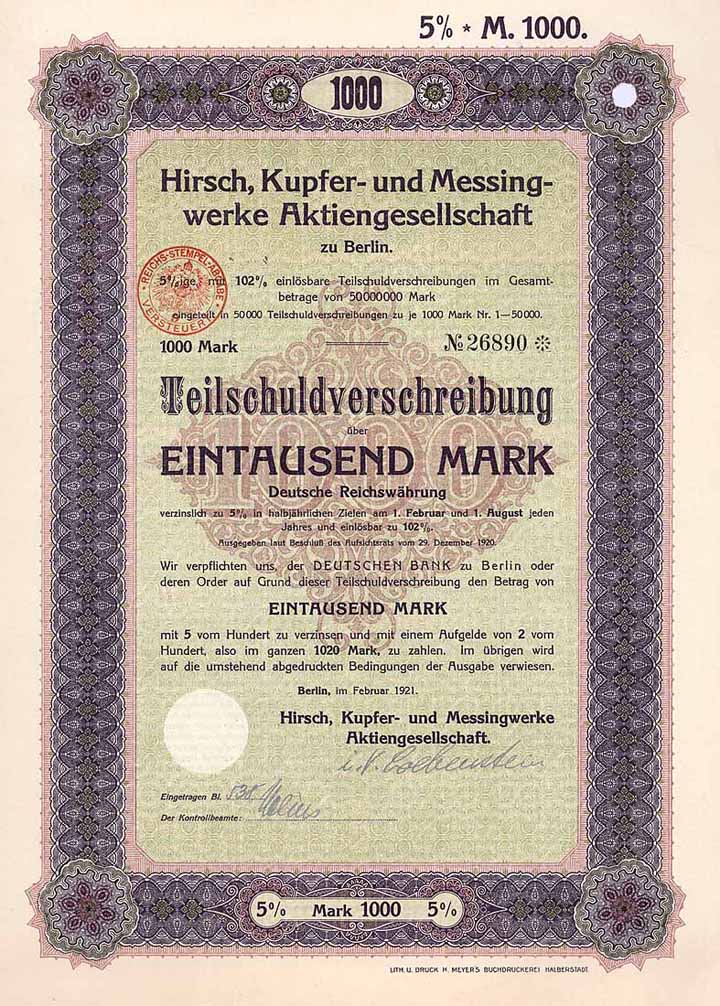 5% * M. 1000.
1000
Hirsch, Kupfer- und Messing-
werke Aktiengesellschaft
zu Berlin.
REICHS-STEMPEL-ABGABE
VERSTEUERT
5%ige, mit 102% einlösbare Teilschuldverschreibungen im Gesamt-
betrage von 50000000 Mark
eingeteilt in 50000 Teilschuldverschreibungen zu je 1000 Mark Nr. 1—50000.
1000 Mark № 26890 ❊
Teilschuldverschreibung
über
EINTAUSEND MARK
Deutsche Reichswährung
verzinslich zu 5% in halbjährlichen Zielen am 1. Februar und 1. August jeden
Jahres und einlösbar zu 102%.
Ausgegeben laut Beschluß des Aufsichtsrats vom 29. Dezember 1920.
Wir verpflichten uns, der DEUTSCHEN BANK zu Berlin oder
deren Order auf Grund dieser Teilschuldverschreibung den Betrag von
EINTAUSEND MARK
mit 5 vom Hundert zu verzinsen und mit einem Aufgelde von 2 vom
Hundert, also im ganzen 1020 Mark, zu zahlen. Im übrigen wird
auf die umstehend abgedruckten Bedingungen der Ausgabe verwiesen.
Berlin, im Februar 1921.
Hirsch, Kupfer- und Messingwerke
Aktiengesellschaft.
Eingetragen Bl. 538
Der Kontrollbeamte:
5% Mark 1000 5%
LITH. U. DRUCK H. MEYER'S BUCHDRUCKEREI HALBERSTADT.